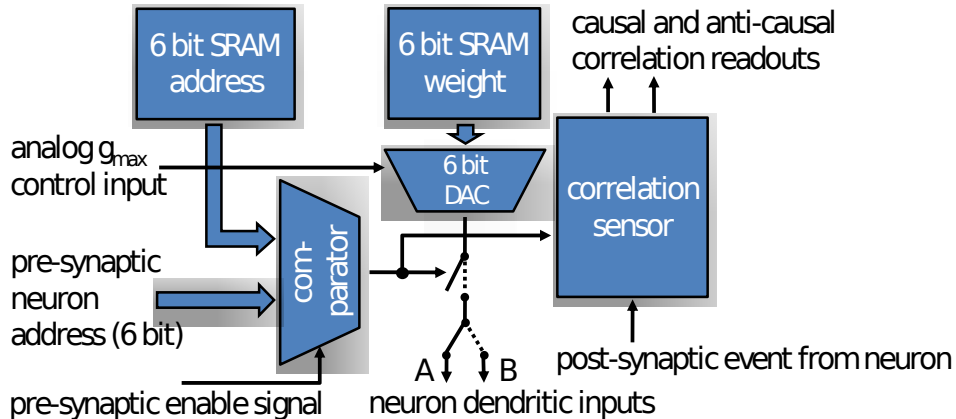 6 bit SRAM
address
6 bit SRAM
weight
causal and anti-causal
correlation readouts
analog gmax
control input
6 bit
DAC
correlation
sensor
com-
parator
pre-synaptic
neuron
address (6 bit)
A
B
post-synaptic event from neuron
pre-synaptic enable signal
neuron dendritic inputs